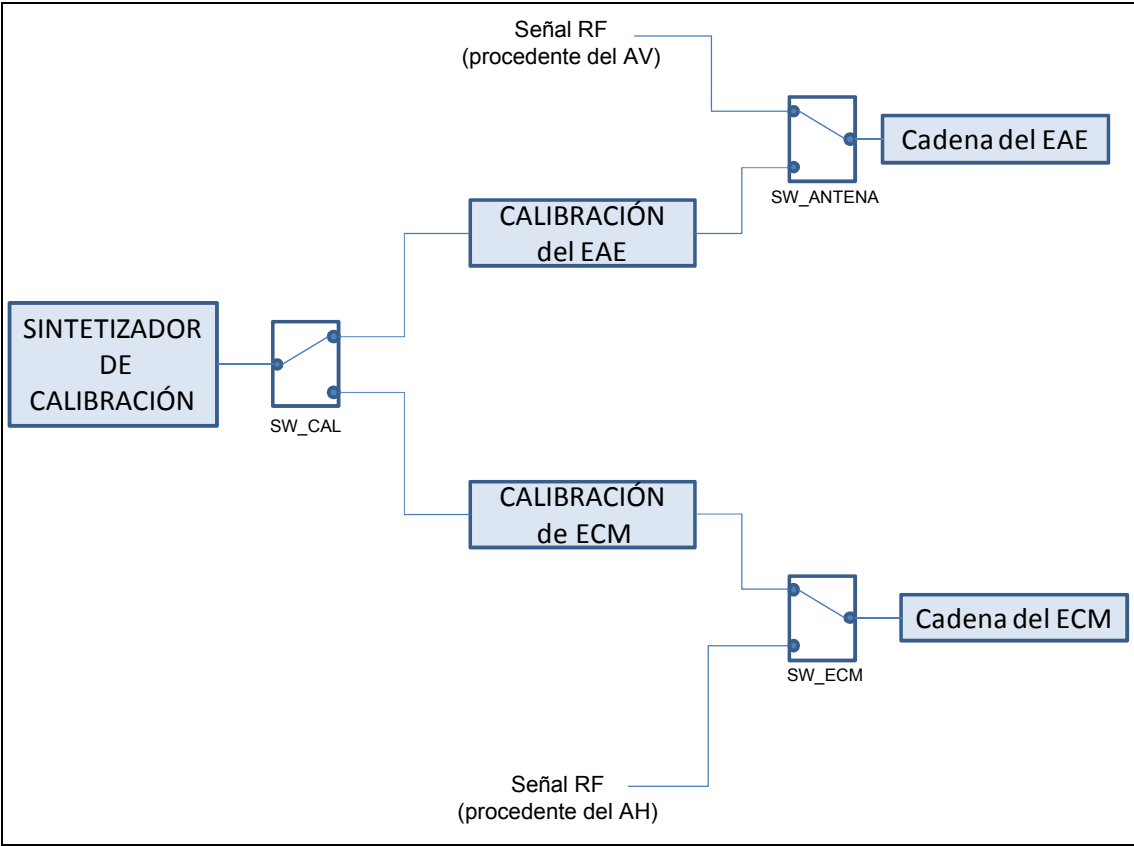 Señal RF
(procedente del AV)
Cadena del EAE
SW_ANTENA
CALIBRACIÓN
del EAE
SINTETIZADOR
DE
CALIBRACIÓN
SW_CAL
CALIBRACIÓN
de ECM
Cadena del ECM
SW_ECM
Señal RF
(procedente del AH)